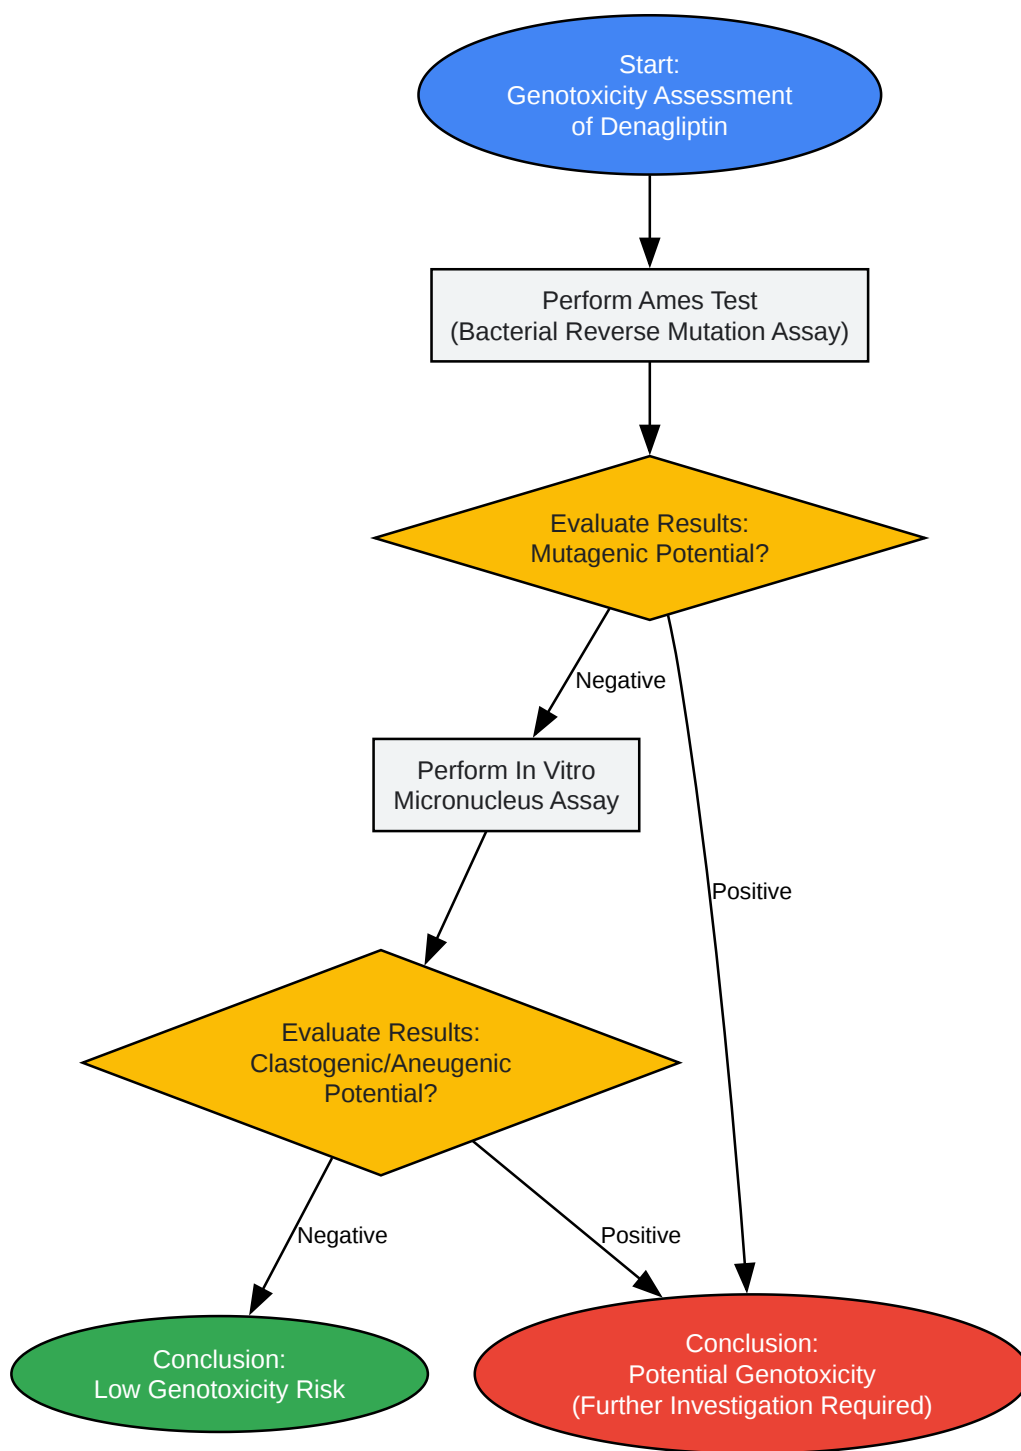 Start:
Genotoxicity Assessment
of Denagliptin
Perform Ames Test
(Bacterial Reverse Mutation Assay)
Evaluate Results:
Mutagenic Potential?
Negative
Perform In Vitro
Micronucleus Assay
Positive
Evaluate Results:
Clastogenic/Aneugenic
Potential?
Negative
Positive
Conclusion:
Low Genotoxicity Risk
Conclusion:
Potential Genotoxicity
(Further Investigation Required)